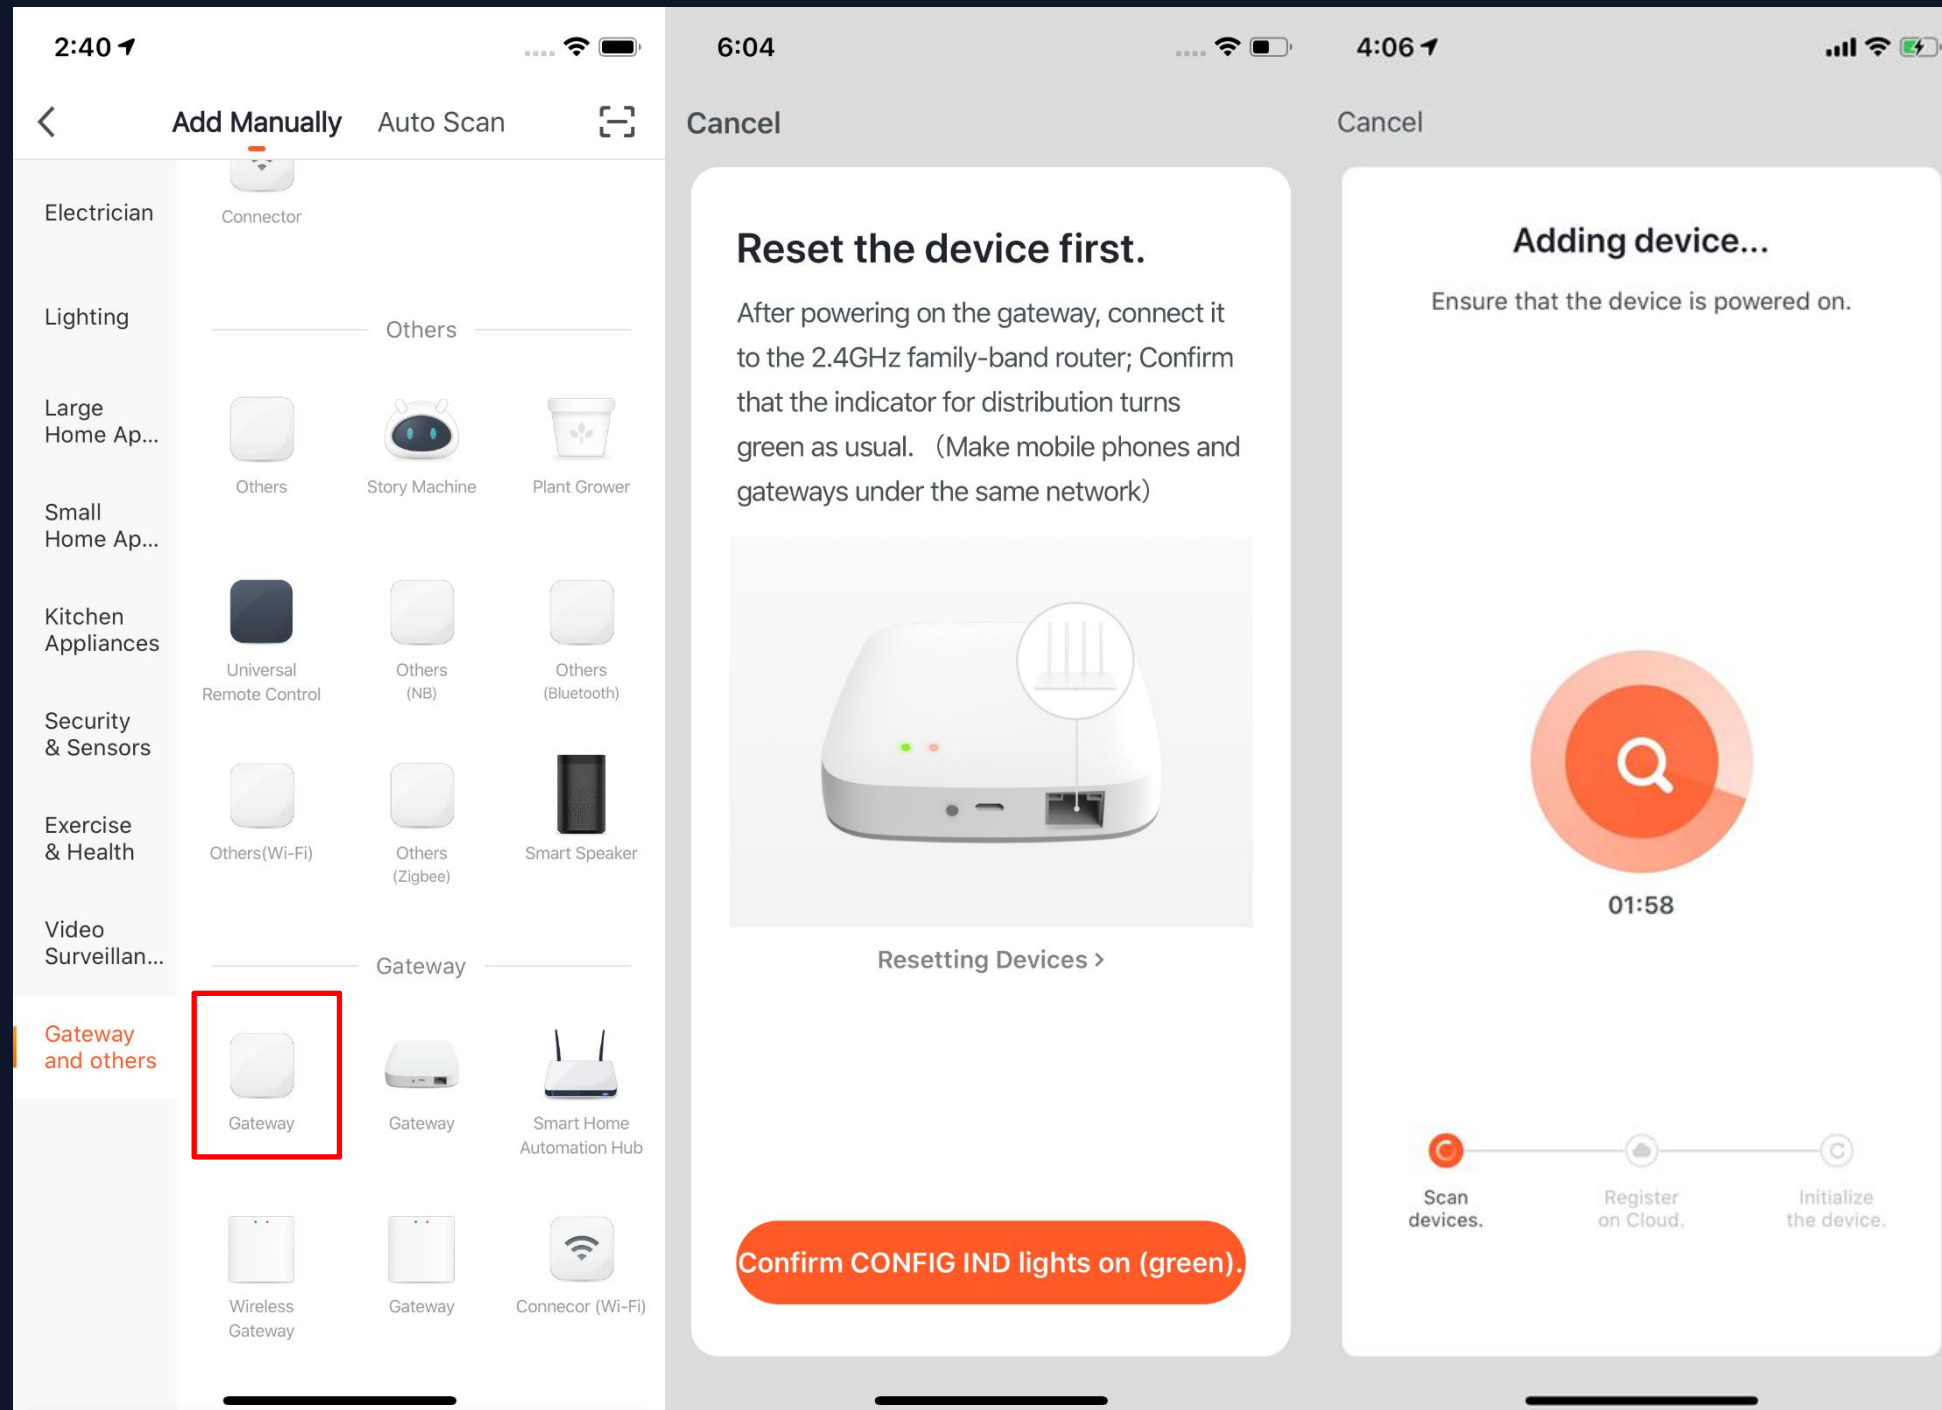 2:40
Add Manually Auto Scan
Electrician
Lighting
Large
Home Ap...
Small
Home Ap...
Kitchen
Appliances
Security
& Sensors
Exercise
& Health
Video
Surveillan...
Gateway
and others
Connector
Others
Others Story Machine Plant Grower
Universal
Remote Control
Others
(NB)
Others
(Bluetooth)
Others(Wi-Fi)
Others
(Zigbee)
Smart Speaker
Gateway
Gateway
Gateway
Smart Home
Automation Hub
Wireless
Gateway
Gateway
Connecor (Wi-Fi)
6:04
Cancel
Reset the device first.
After powering on the gateway, connect it
to the 2.4GHz family-band router; Confirm
that the indicator for distribution turns
green as usual. （Make mobile phones and
gateways under the same network）
Resetting Devices >
Confirm CONFIG IND lights on (green).
4:06
Cancel
Adding device...
Ensure that the device is powered on.
01:58
Scan
devices.
Register
on Cloud.
Initialize
the device.